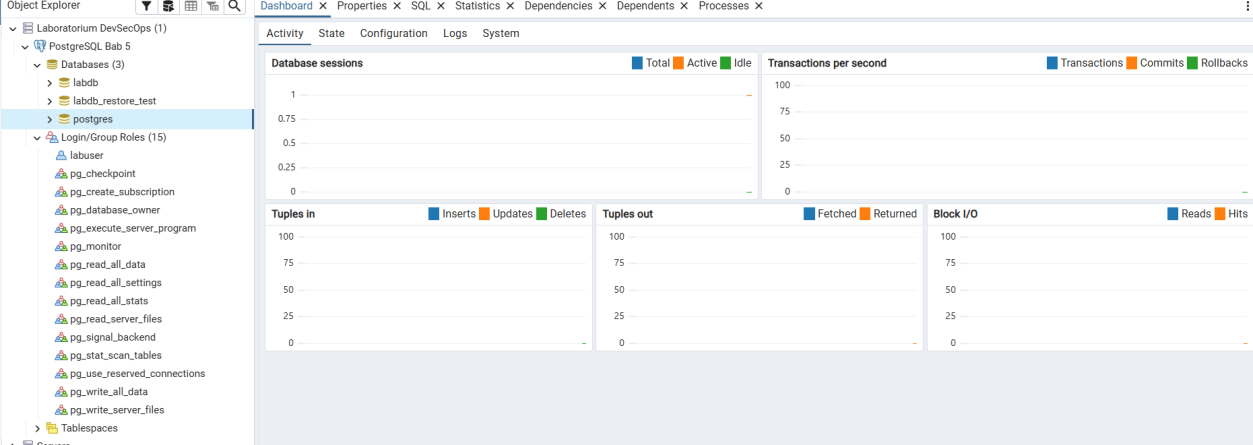 Object Explorer
Laboratorium DevSecOps (1)
PostgreSQL Bab 5
Databases (3)
labdb
labdb_restore_test
postgres
Login/Group Roles (15)
labuser
pg_checkpoint
pg_create_subscription
pg_database_owner
pg_execute_server_program
pg_monitor
pg_read_all_data
pg_read_all_settings
pg_read_all_stats
pg_read_server_files
pg_signal_backend
pg_stat_scan_tables
pg_use_reserved_connections
pg_write_all_data
pg_write_server_files
Tablespaces
Dashboard Properties SQL Statistics Dependencies Dependents Processes
Activity State Configuration Logs System
Database sessions Total Active Idle
1
0.75
0.5
0.25
0
Transactions per second Transactions Commits Rollbacks
100
75
50
25
0
Tuples in Inserts Updates Deletes
100
75
50
25
0
Tuples out Fetched Returned
100
75
50
25
0
Block I/O Reads Hits
100
75
50
25
0